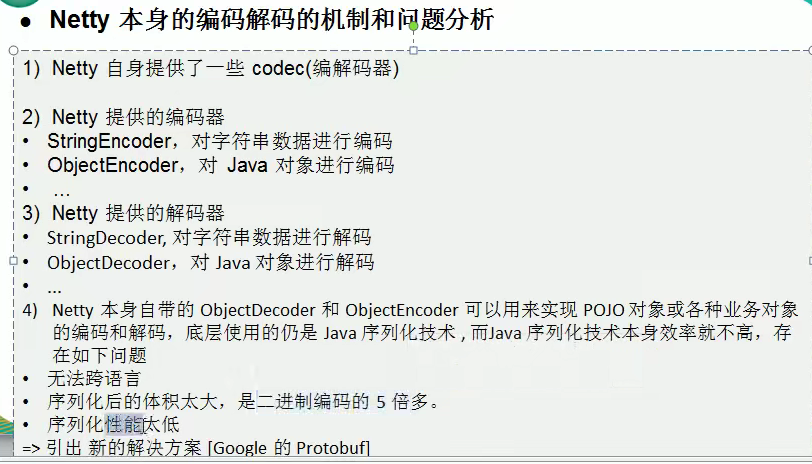 ● Netty 本身的编码解码的机制和问题分析
1) Netty 自身提供了一些 codec(编解码器)
2) Netty 提供的编码器
• StringEncoder，对字符串数据进行编码
• ObjectEncoder，对 Java 对象进行编码
• ...
3) Netty 提供的解码器
• StringDecoder, 对字符串数据进行解码
• ObjectDecoder，对 Java 对象进行解码
• ...
4) Netty 本身自带的 ObjectDecoder 和 ObjectEncoder 可以用来实现 POJO 对象或各种业务对象
的编码和解码，底层使用的仍是 Java 序列化技术 , 而Java 序列化技术本身效率就不高，存
在如下问题
• 无法跨语言
• 序列化后的体积太大，是二进制编码的 5 倍多。
• 序列化性能太低
=> 引出 新的解决方案 [Google 的 Protobuf]